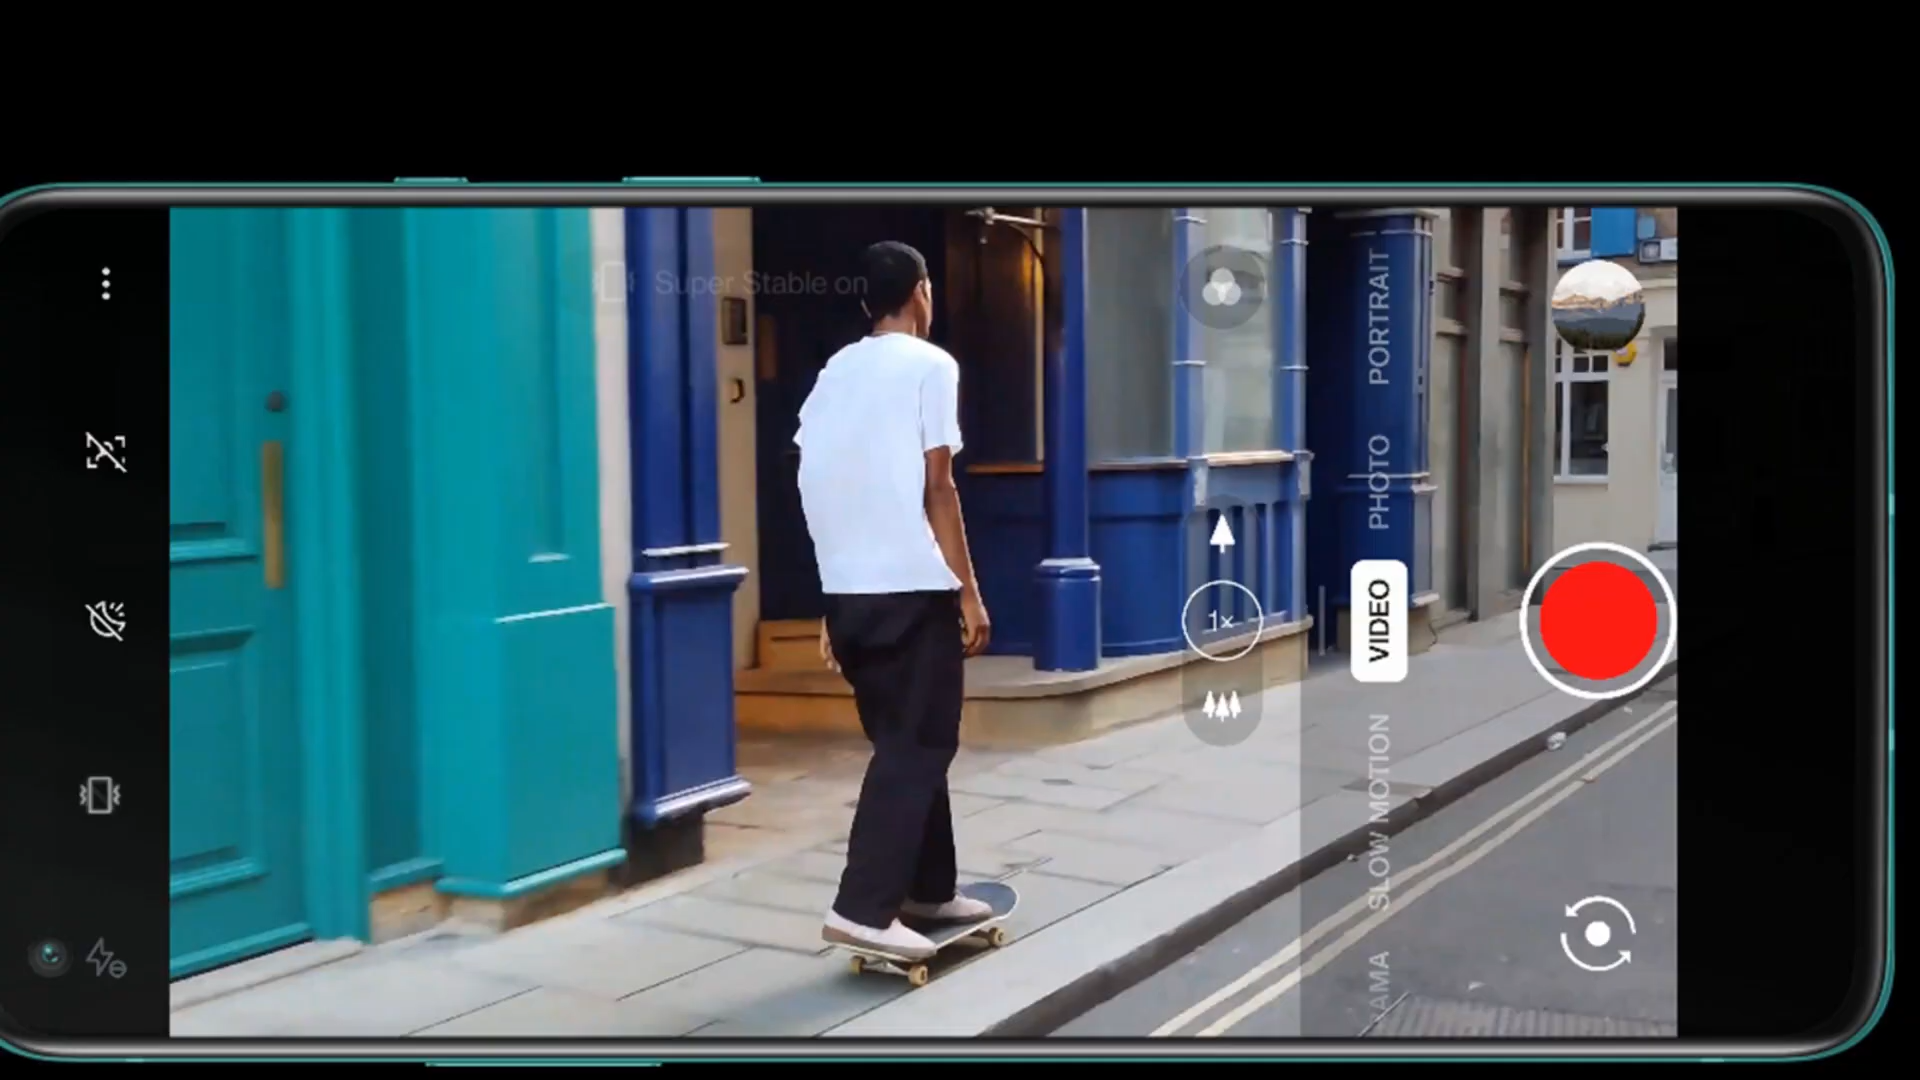 Super Stable on
PORTRAIT
PHOTO
1×
VIDEO
SLOW MOTION